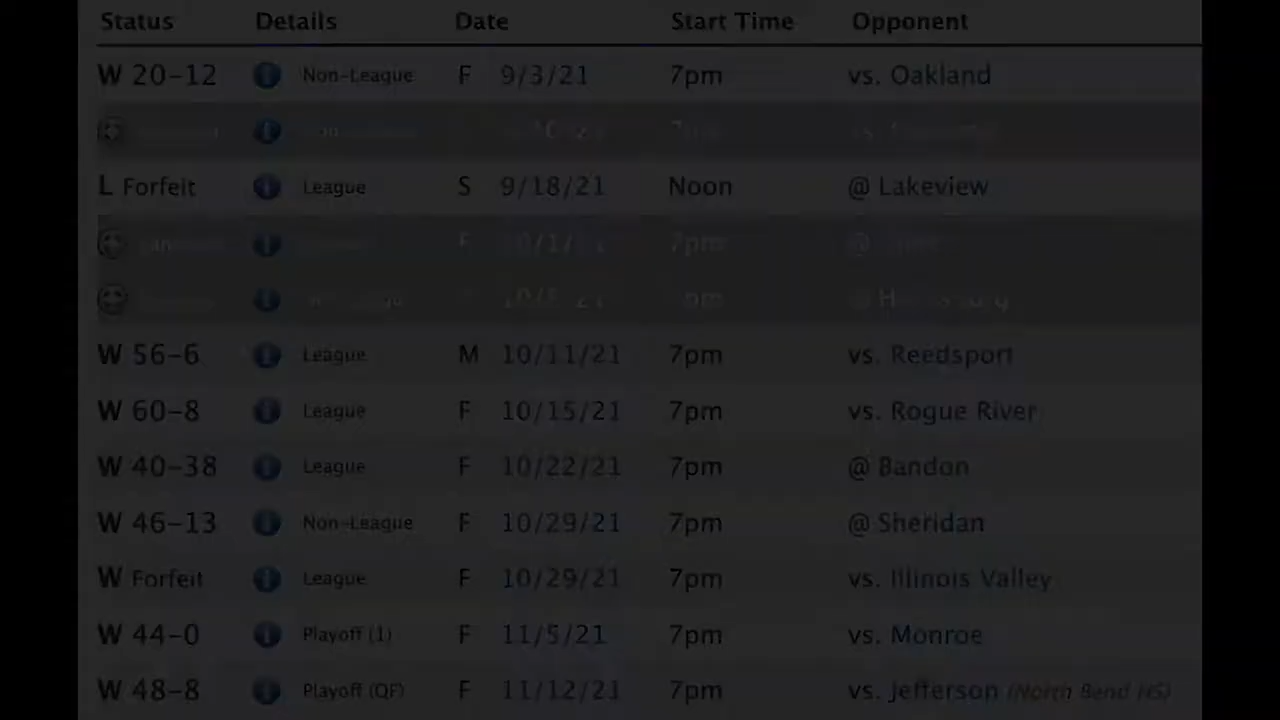 Status Details Date Start Time Opponent
W 20-12 Non-League F 9/3/21 7pm vs. Oakland
7pm vs.
L Forfeit League S 9/18/21 Noon @ Lakeview
F 7pm @
@
W 56-6 League M 10/11/21 7pm vs. Reedsport
W 60-8 League F 10/15/21 7pm vs. Rogue River
W 40-38 League F 10/22/21 7pm @ Bandon
W 46-13 Non-League F 10/29/21 7pm @ Sheridan
W Forfeit League F 10/29/21 7pm vs. Illinois Valley
W 44-0 Playoff (1) F 11/5/21 7pm vs. Monroe
W 48-8 Playoff (QF) F 11/12/21 7pm vs. Jefferson (North Bend HS)